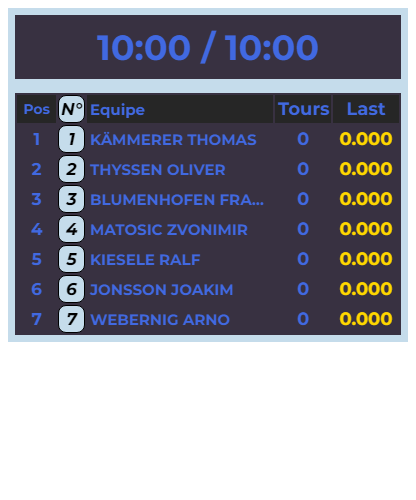 10:00 / 10:00
Pos N° Equipe Tours Last
1 1 KÄMMERER THOMAS 0 0.000
2 2 THYSSEN OLIVER 0 0.000
3 3 BLUMENHOFEN FRA... 0 0.000
4 4 MATOSIC ZVONIMIR 0 0.000
5 5 KIESELE RALF 0 0.000
6 6 JONSSON JOAKIM 0 0.000
7 7 WEBERNIG ARNO 0 0.000